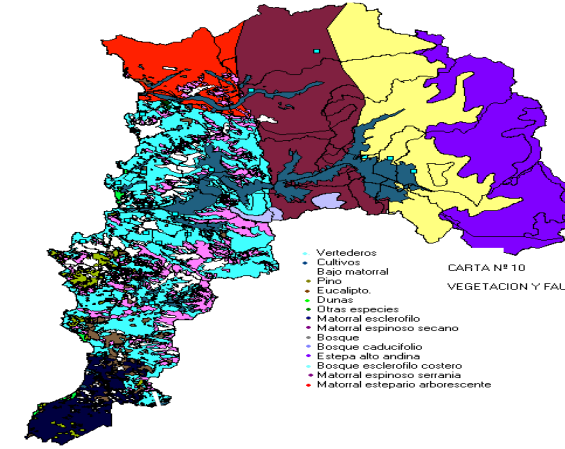 Vertederos
Cultivos
Bajo matorral
Pino
Eucalipto.
Dunas
Otras especies
Matorral esclerofilo
Matorral espinoso secano
Bosque
Bosque caducifolio
Estepa alto andina
Bosque esclerofilo costero
Matorral espinoso serrania
Matorral estepario arborescente
CARTA Nº 10
VEGETACION Y FAU